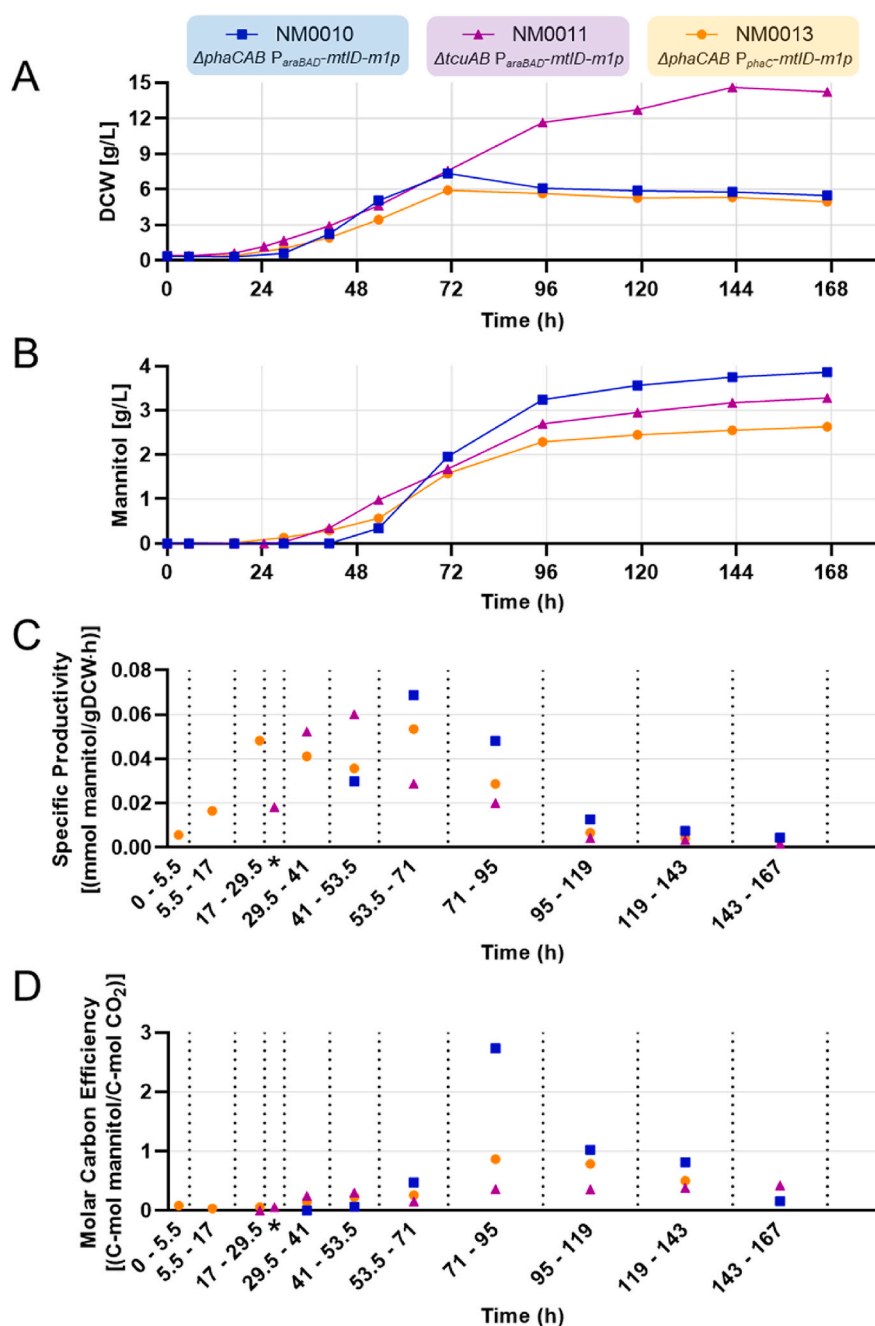 NM0010
ΔphaCAB ParaBAD-mtlD-m1p
NM0011
ΔtcuAB ParaBAD-mtlD-m1p
NM0013
ΔphaCAB PphaC-mtlD-m1p
A
DCW [g/L]
15
12
9
6
3
0
0 24 48 72 96 120 144 168
Time (h)
B
Mannitol [g/L]
4
3
2
1
0
0 24 48 72 96 120 144 168
Time (h)
C
Specific Productivity
[(mmol mannitol/gDCW·h)]
0.08
0.06
0.04
0.02
0.00
0 - 5.5
5.5 - 17
17 - 29.5
*
29.5 - 41
41 - 53.5
53.5 - 71
71 - 95
95 - 119
119 - 143
143 - 167
Time (h)
D
Molar Carbon Efficiency
[(C-mol mannitol/C-mol CO2)]
3
2
1
0
0 - 5.5
5.5 - 17
17 - 29.5
*
29.5 - 41
41 - 53.5
53.5 - 71
71 - 95
95 - 119
119 - 143
143 - 167
Time (h)